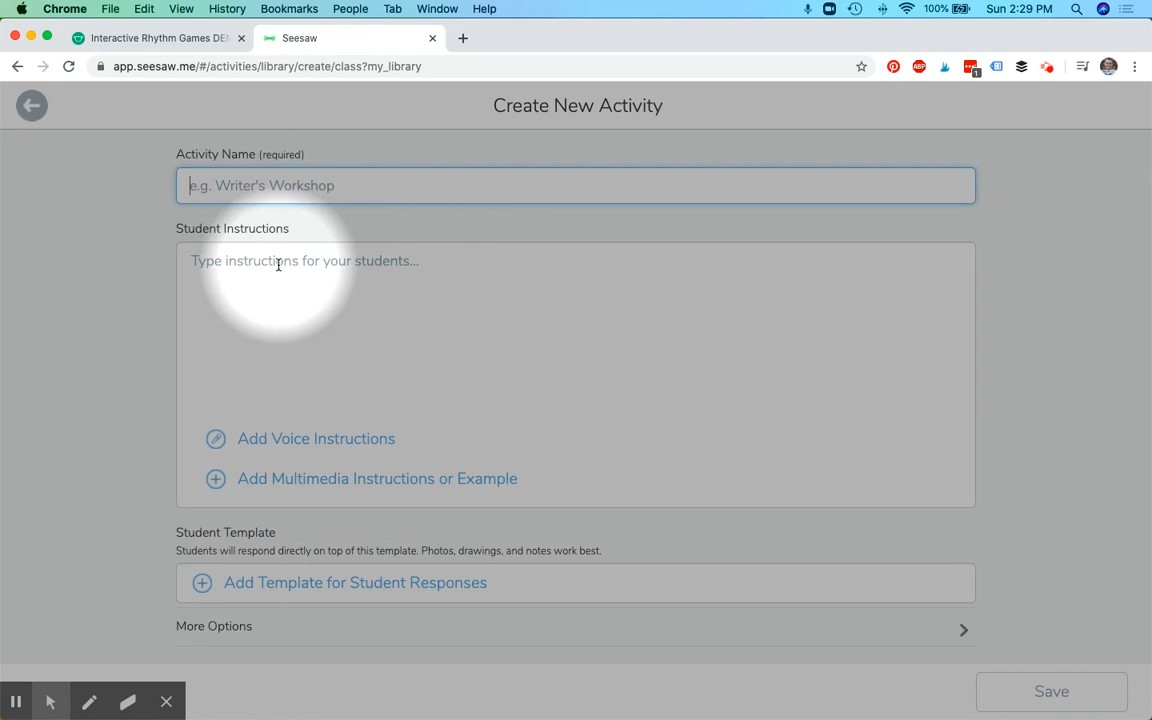 Chrome File Edit View History Bookmarks People Tab Window Help 100% Sun 2:29 PM
Interactive Rhythm Games DE Seesaw
app.seesaw.me/#/activities/library/create/class?my_library
ABP
1
Create New Activity
Activity Name (required)
e.g. Writer's Workshop
Student Instructions
Type instructions for your students...
Add Voice Instructions
Add Multimedia Instructions or Example
Student Template
Students will respond directly on top of this template. Photos, drawings, and notes work best.
Add Template for Student Responses
More Options
Save